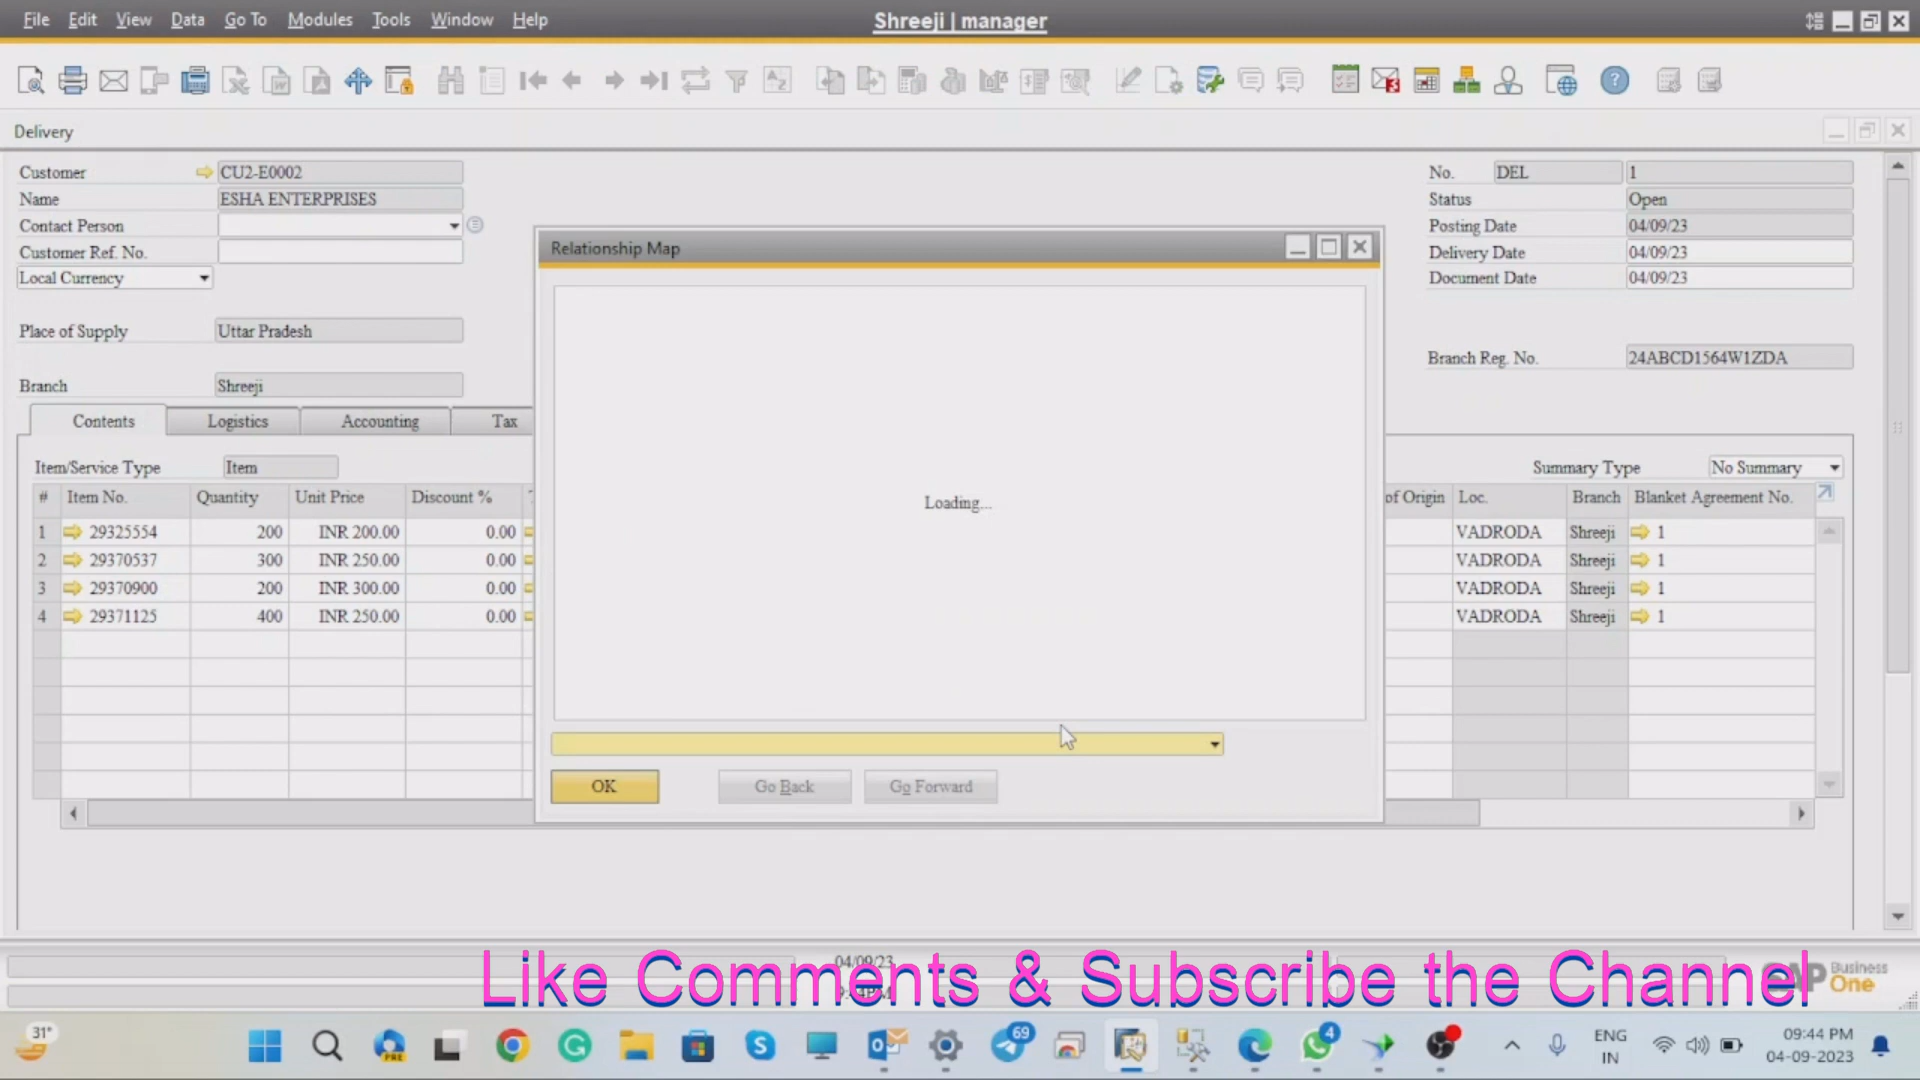 File Edit View Data Go To Modules Tools Window Help
Shreeji | manager
Delivery
Customer CU2-E0002
Name ESHA ENTERPRISES
Contact Person
Customer Ref. No.
Local Currency
Place of Supply Uttar Pradesh
Branch Shreeji
No. DEL 1
Status Open
Posting Date 04/09/23
Delivery Date 04/09/23
Document Date 04/09/23
Branch Reg. No. 24ABCD1564W1ZDA
Contents Logistics Accounting Tax
Item/Service Type Item
Summary Type No Summary
# Item No. Quantity Unit Price Discount % of Origin Loc. Branch Blanket Agreement No.
1 29325554 200 INR 200.00 0.00 VADRODA Shreeji 1
2 29370537 300 INR 250.00 0.00 VADRODA Shreeji 1
3 29370900 200 INR 300.00 0.00 VADRODA Shreeji 1
4 29371125 400 INR 250.00 0.00 VADRODA Shreeji 1
Relationship Map
Loading...
OK Go Back Go Forward
04/09/23
Like Comments & Subscribe the Channel
Business
One
31°
PRE
69
4
ENG
IN
09:44 PM
04-09-2023